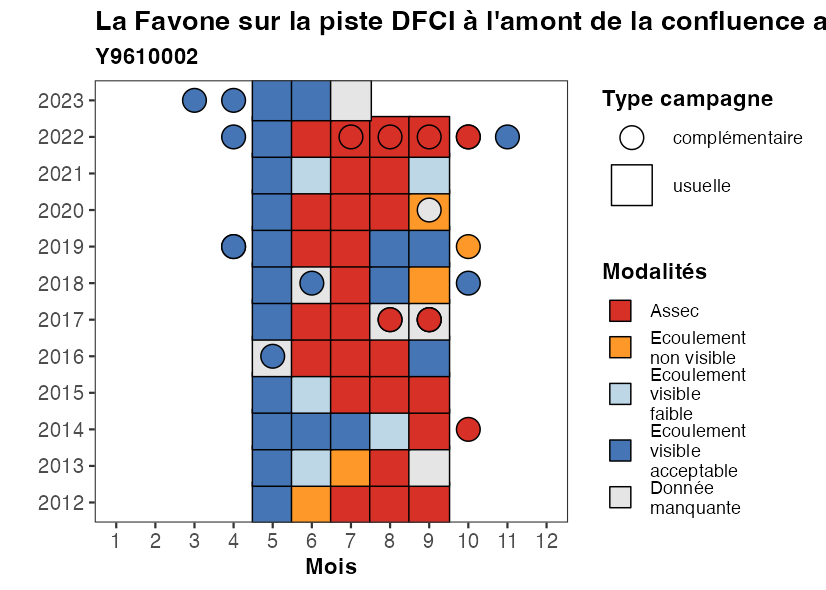 La Favone sur la piste DFCI à l'amont de la confluence a
Y9610002
2023
2022
2021
2020
2019
2018
2017
2016
2015
2014
2013
2012
1 2 3 4 5 6 7 8 9 10 11 12
Mois
Type campagne
complémentaire
usuelle
Modalités
Assec
Ecoulement
non visible
Ecoulement
visible
faible
Ecoulement
visible
acceptable
Donnée
manquante